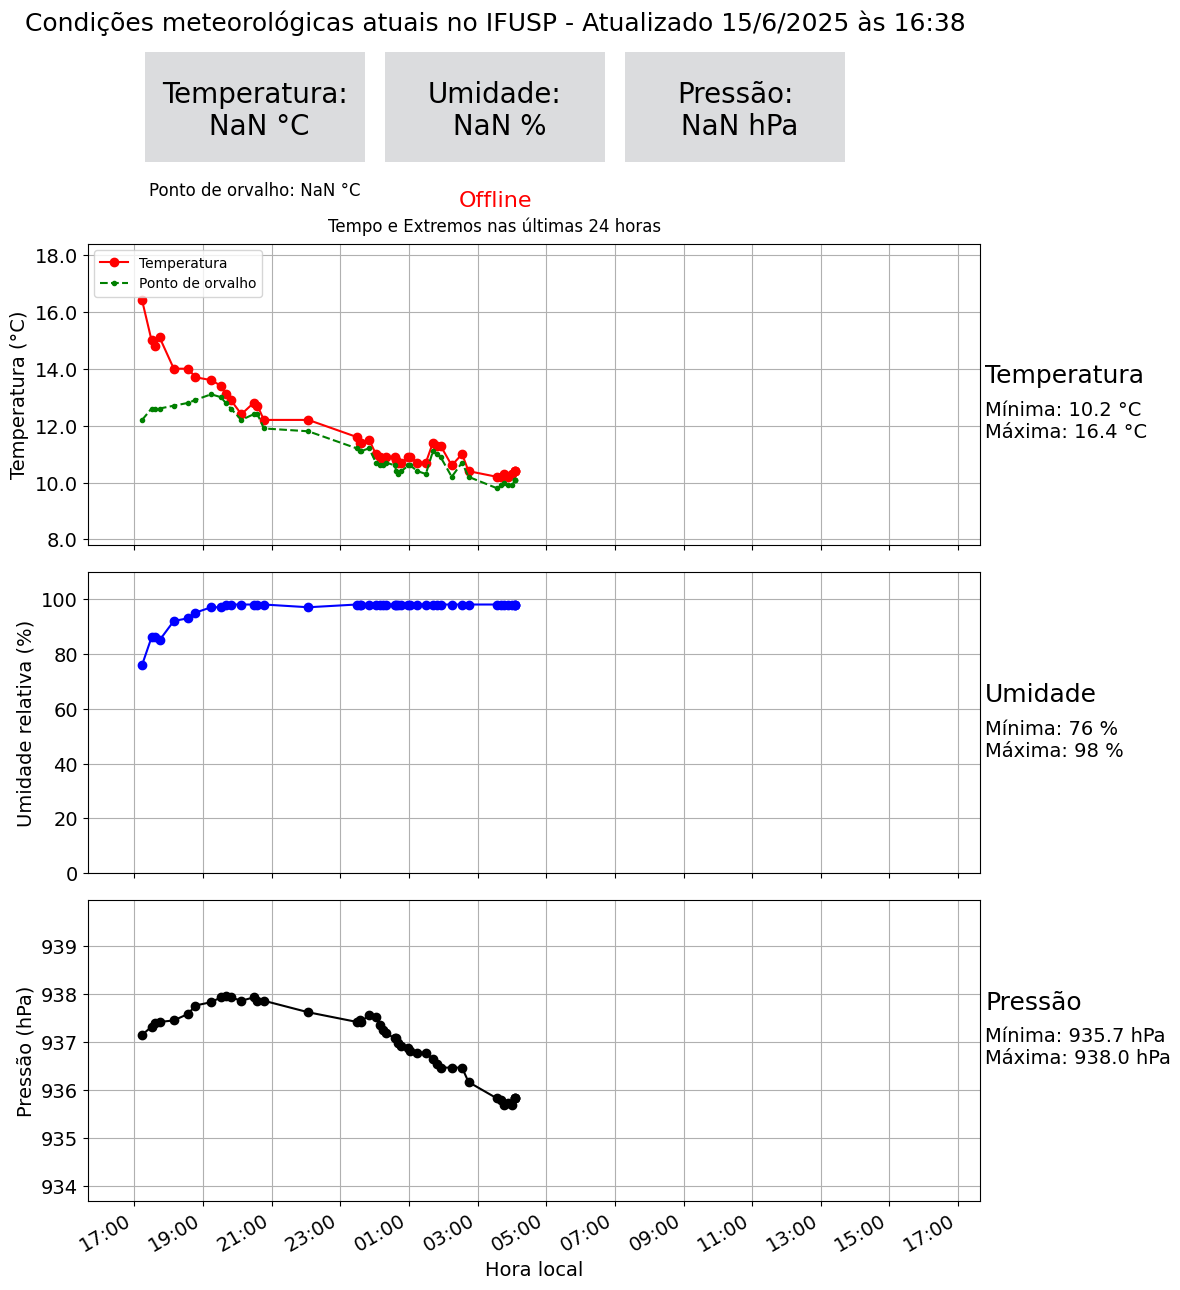 Condições meteorológicas atuais no IFUSP - Atualizado 15/6/2025 às 16:38
Temperatura:
NaN °C
Umidade:
NaN %
Pressão:
NaN hPa
Ponto de orvalho: NaN °C
Offline
Tempo e Extremos nas últimas 24 horas
Temperatura (°C)
18.0
16.0
14.0
12.0
10.0
8.0
Temperatura
Ponto de orvalho
Temperatura
Mínima: 10.2 °C
Máxima: 16.4 °C
Umidade relativa (%)
100
80
60
40
20
0
Umidade
Mínima: 76 %
Máxima: 98 %
Pressão (hPa)
939
938
937
936
935
934
Pressão
Mínima: 935.7 hPa
Máxima: 938.0 hPa
17:00
19:00
21:00
23:00
01:00
03:00
05:00
07:00
09:00
11:00
13:00
15:00
17:00
Hora local